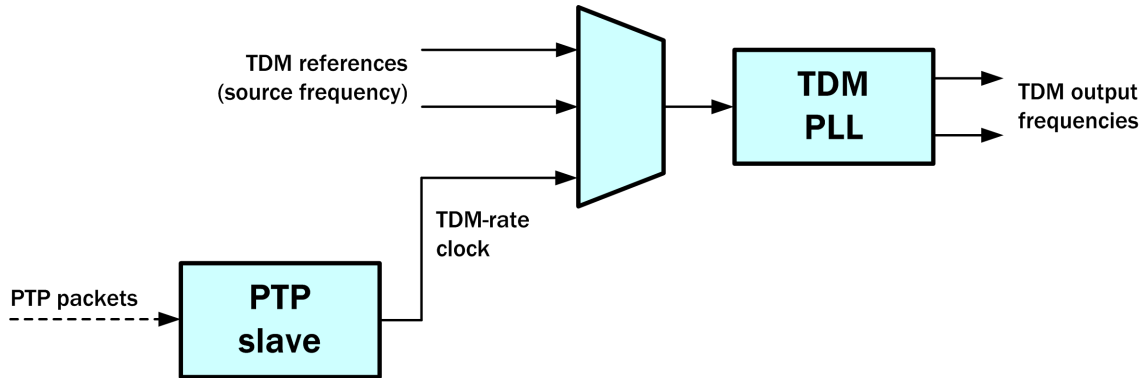 TDM references
(source frequency)
TDM
PLL
TDM output
frequencies
TDM-rate
clock
PTP packets
PTP
slave